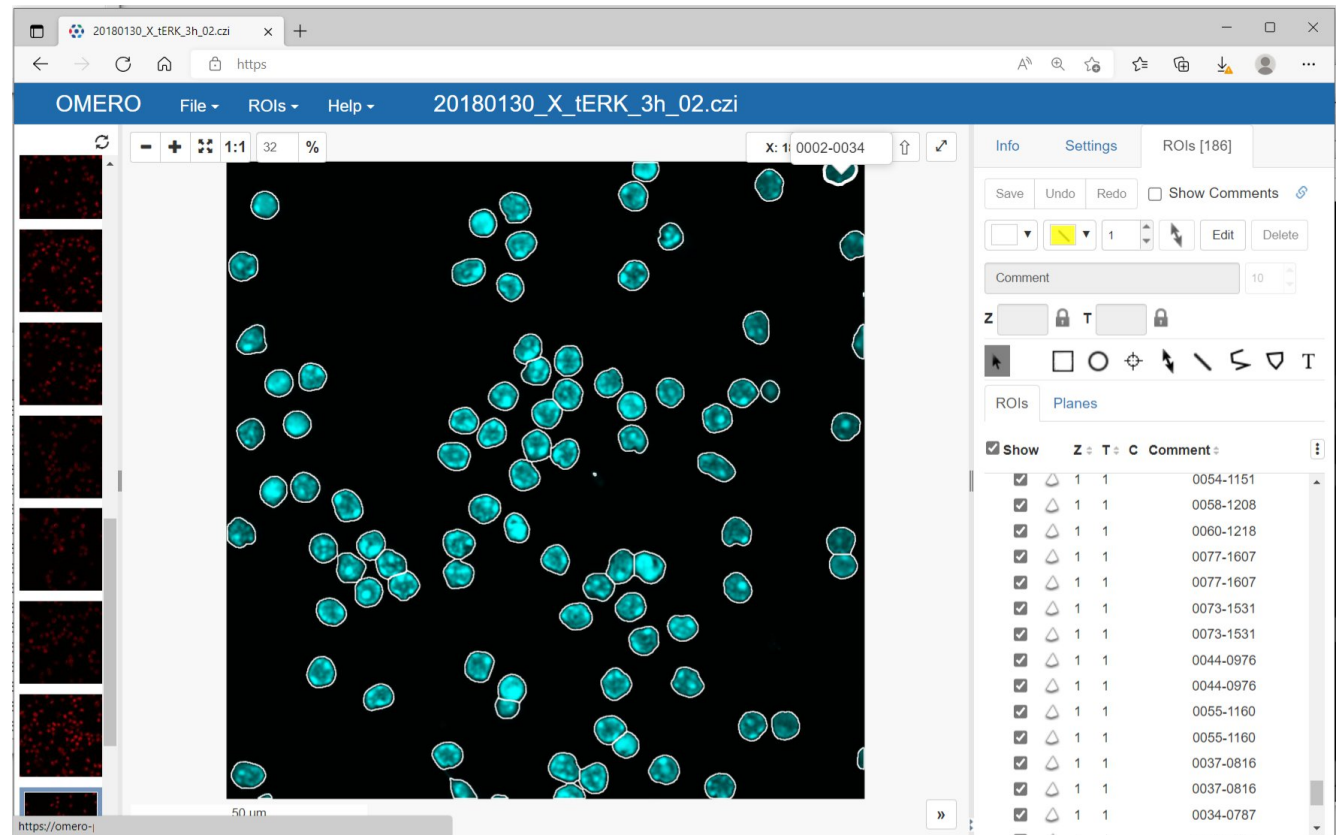 20180130_X_tERK_3h_02.czi
https
OMERO File ROIs Help 20180130_X_tERK_3h_02.czi
1:1 32 % 0002-0034
Info Settings ROIs [186]
Save Undo Redo Show Comments
1 Edit Delete
Comment 10
Z T
T
ROIs Planes
Show Z T C Comment
1 1 0054-1151
1 1 0058-1208
1 1 0060-1218
1 1 0077-1607
1 1 0077-1607
1 1 0073-1531
1 1 0073-1531
1 1 0044-0976
1 1 0044-0976
1 1 0055-1160
1 1 0055-1160
1 1 0037-0816
1 1 0037-0816
1 1 0034-0787
50 um
https://omero-